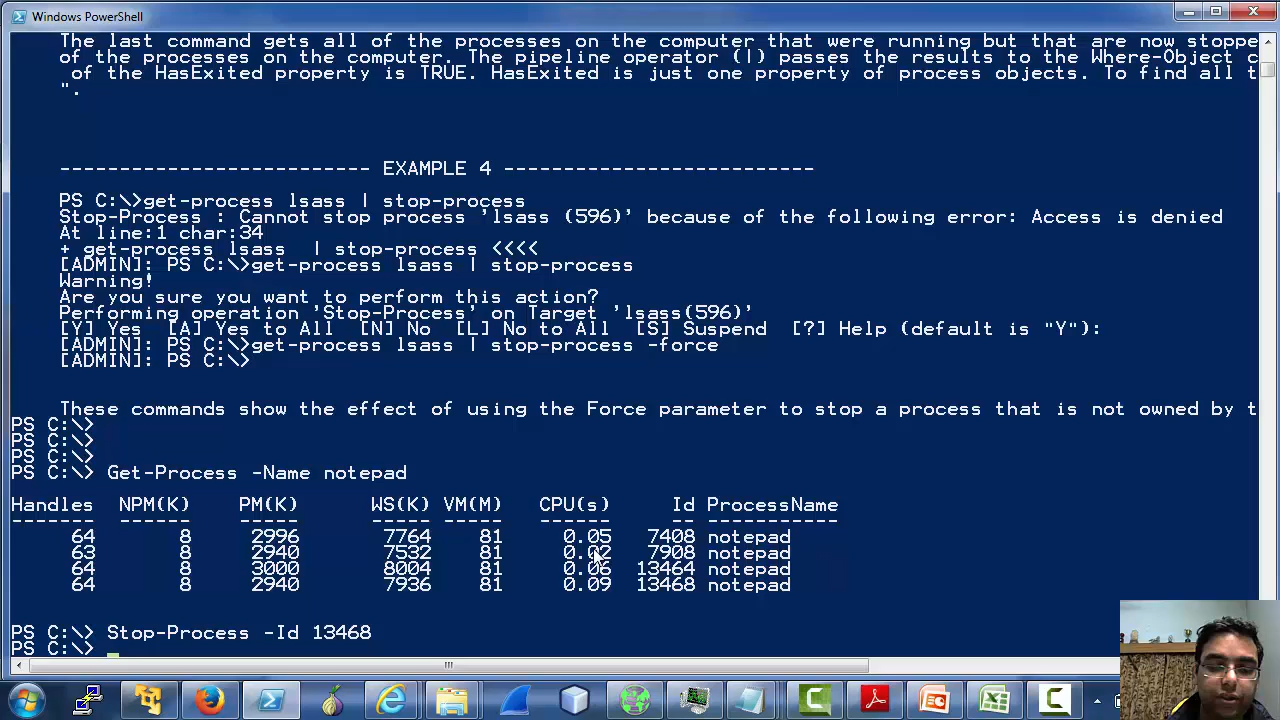 Windows PowerShell
The last command gets all of the processes on the computer that were running but that are now stoppe
of the processes on the computer. The pipeline operator (|) passes the results to the Where-Object c
of the HasExited property is TRUE. HasExited is just one property of process objects. To find all t
".
-------------------------- EXAMPLE 4 --------------------------
PS C:\>get-process lsass | stop-process
Stop-Process : Cannot stop process 'lsass (596)' because of the following error: Access is denied
At line:1 char:34
+ get-process lsass  | stop-process <<<<
[ADMIN]: PS C:\>get-process lsass | stop-process
Warning!
Are you sure you want to perform this action?
Performing operation 'Stop-Process' on Target 'lsass(596)'
[Y] Yes  [A] Yes to All  [N] No  [L] No to All  [S] Suspend  [?] Help (default is "Y"):
[ADMIN]: PS C:\>get-process lsass | stop-process -force
[ADMIN]: PS C:\>
These commands show the effect of using the Force parameter to stop a process that is not owned by t
PS C:\>
PS C:\>
PS C:\>
PS C:\> Get-Process -Name notepad
Handles  NPM(K)    PM(K)      WS(K) VM(M)   CPU(s)     Id ProcessName
-------  ------    -----      ----- -----   ------     -- -----------
64       8     2996       7764    81     0.05   7408 notepad
63       8     2940       7532    81     0.02   7908 notepad
64       8     3000       8004    81     0.06  13464 notepad
64       8     2940       7936    81     0.09  13468 notepad
PS C:\> Stop-Process -Id 13468
PS C:\>